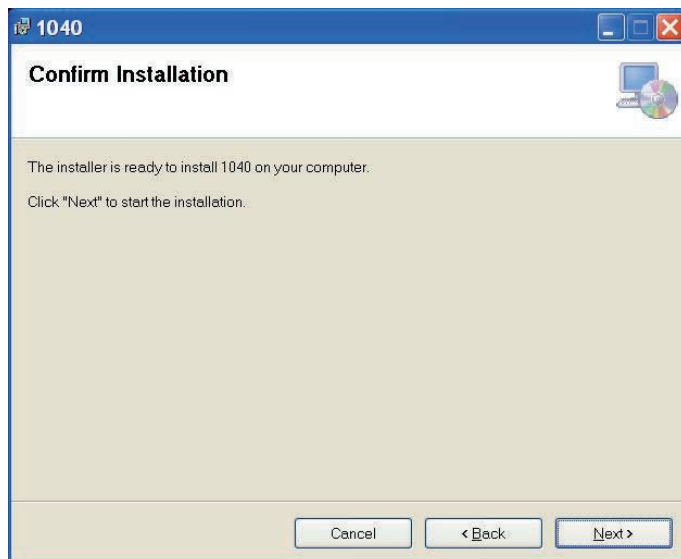 1040
Confirm Installation
The installer is ready to install 1040 on your computer.
Click "Next" to start the installation.
Cancel
< Back
Next >